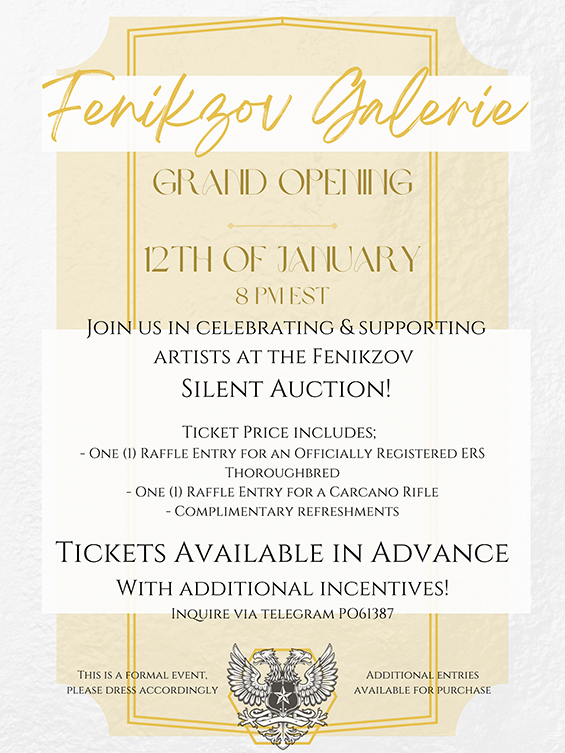 Fenikzov Galerie
GRAND OPENING
12TH OF JANUARY
8 PM EST
Join us in celebrating & supporting
artists at the Fenikzov
Silent Auction!
Ticket Price includes;
- One (1) Raffle Entry for an Officially Registered ERS
Thoroughbred
- One (1) Raffle Entry for a Carcano Rifle
- Complimentary refreshments
Tickets Available in Advance
With additional incentives!
Inquire via telegram PO61387
This is a formal event,
please dress accordingly
Additional entries
available for purchase